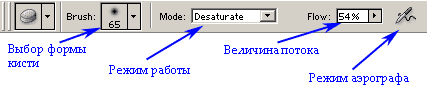 Brush: 65 Mode: Desaturate Flow: 54%
Выбор формы
кисти
Режим работы
Величина потока
Режим аэрографа